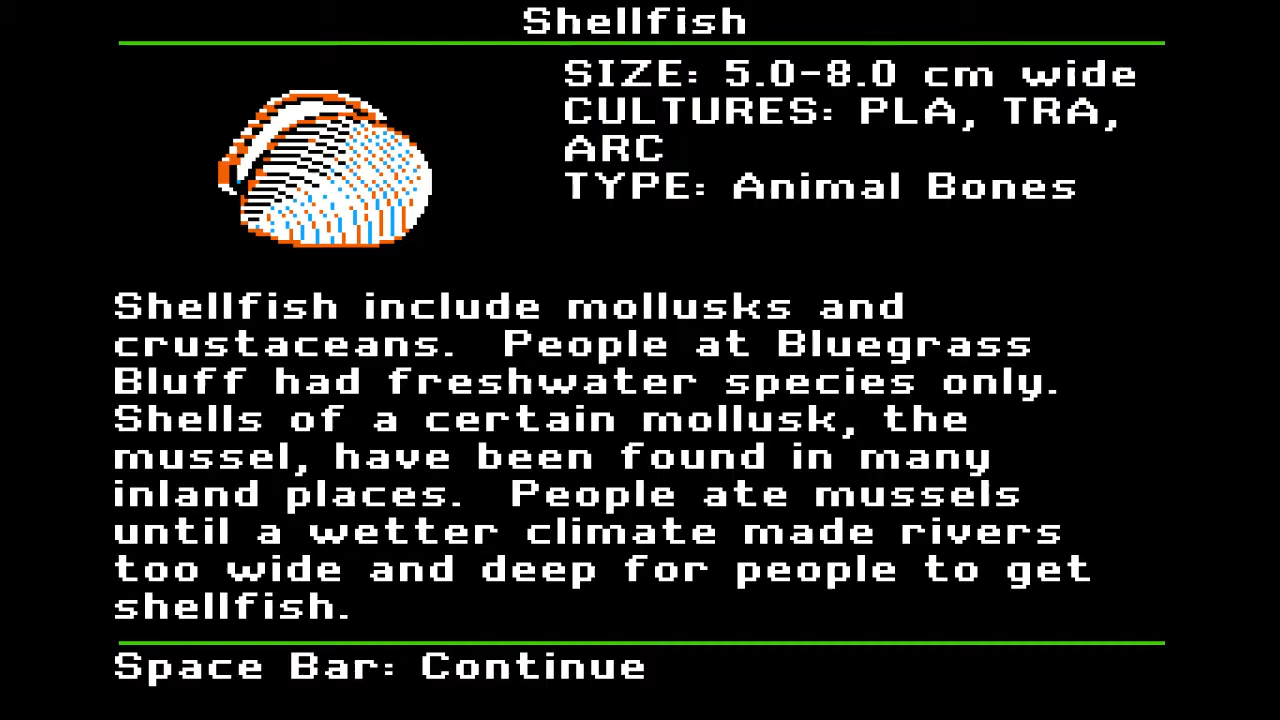 Shellfish
SIZE: 5.0-8.0 cm wide
CULTURES: PLA, TRA,
ARC
TYPE: Animal Bones
Shellfish include mollusks and
crustaceans.  People at Bluegrass
Bluff had freshwater species only.
Shells of a certain mollusk, the
mussel, have been found in many
inland places.  People ate mussels
until a wetter climate made rivers
too wide and deep for people to get
shellfish.
Space Bar: Continue